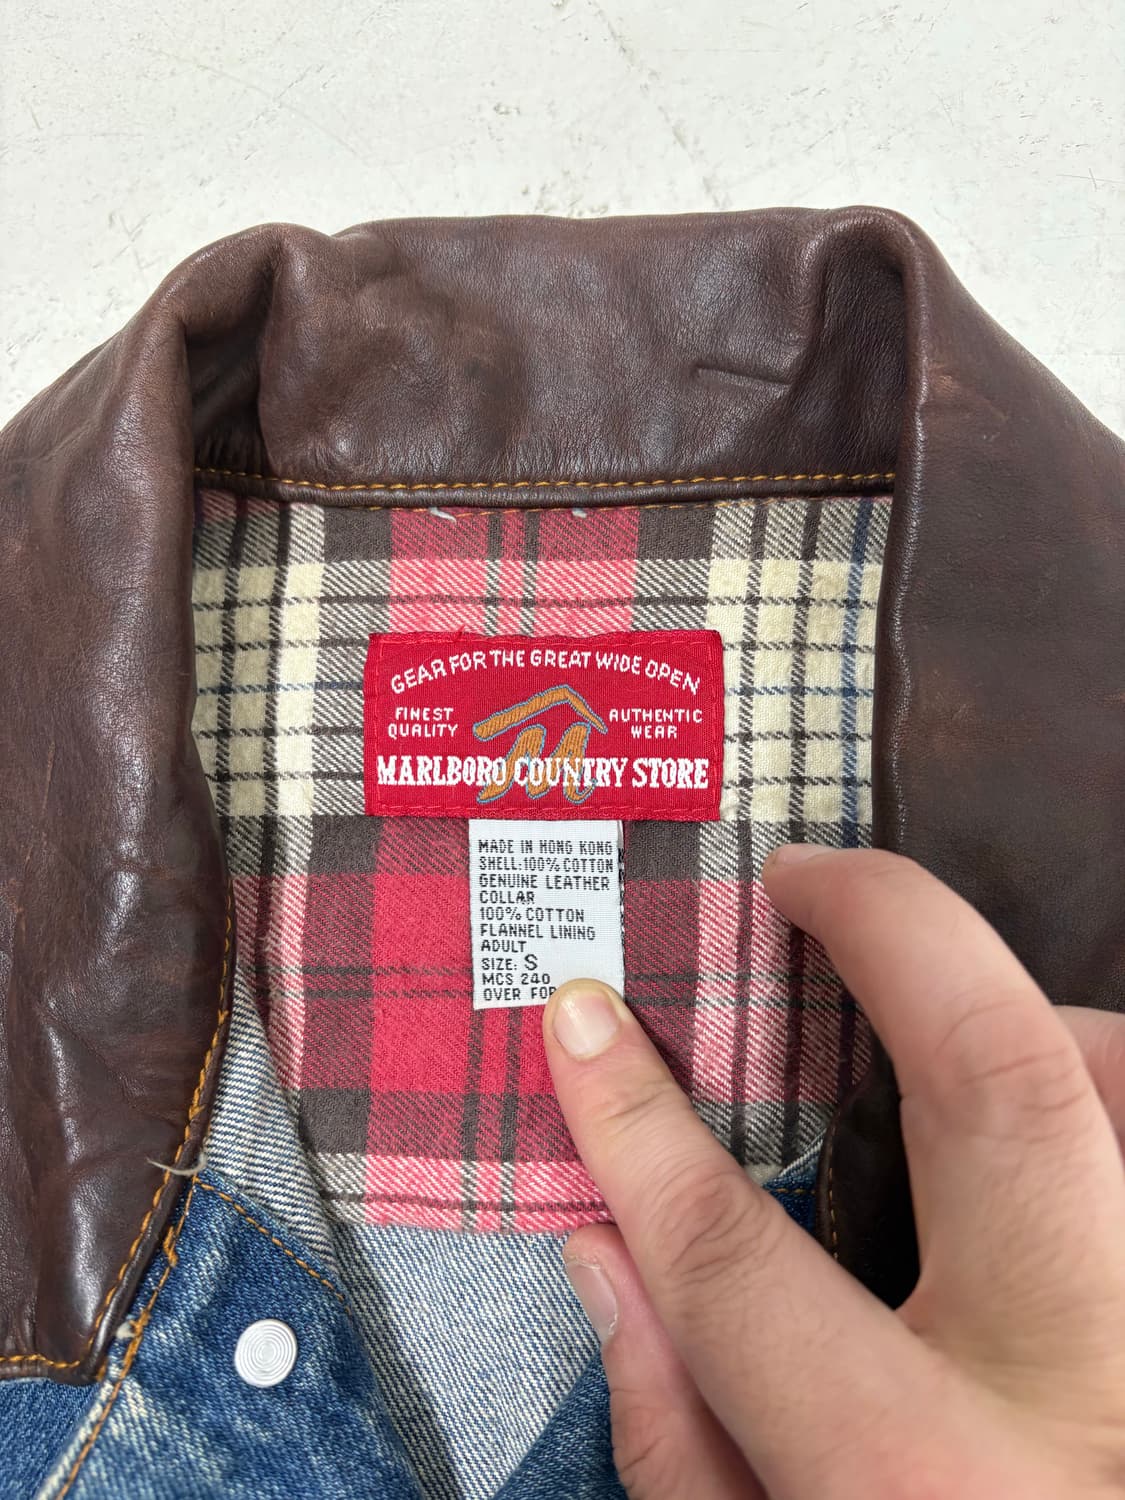 GEAR FOR THE GREAT WIDE OPEN
FINEST QUALITY
AUTHENTIC WEAR
MARLBORO COUNTRY STORE
MADE IN HONG KONG
SHELL:100% COTTON
GENUINE LEATHER
COLLAR
100% COTTON
FLANNEL LINING
ADULT
SIZE: S
MCS 240
OVER